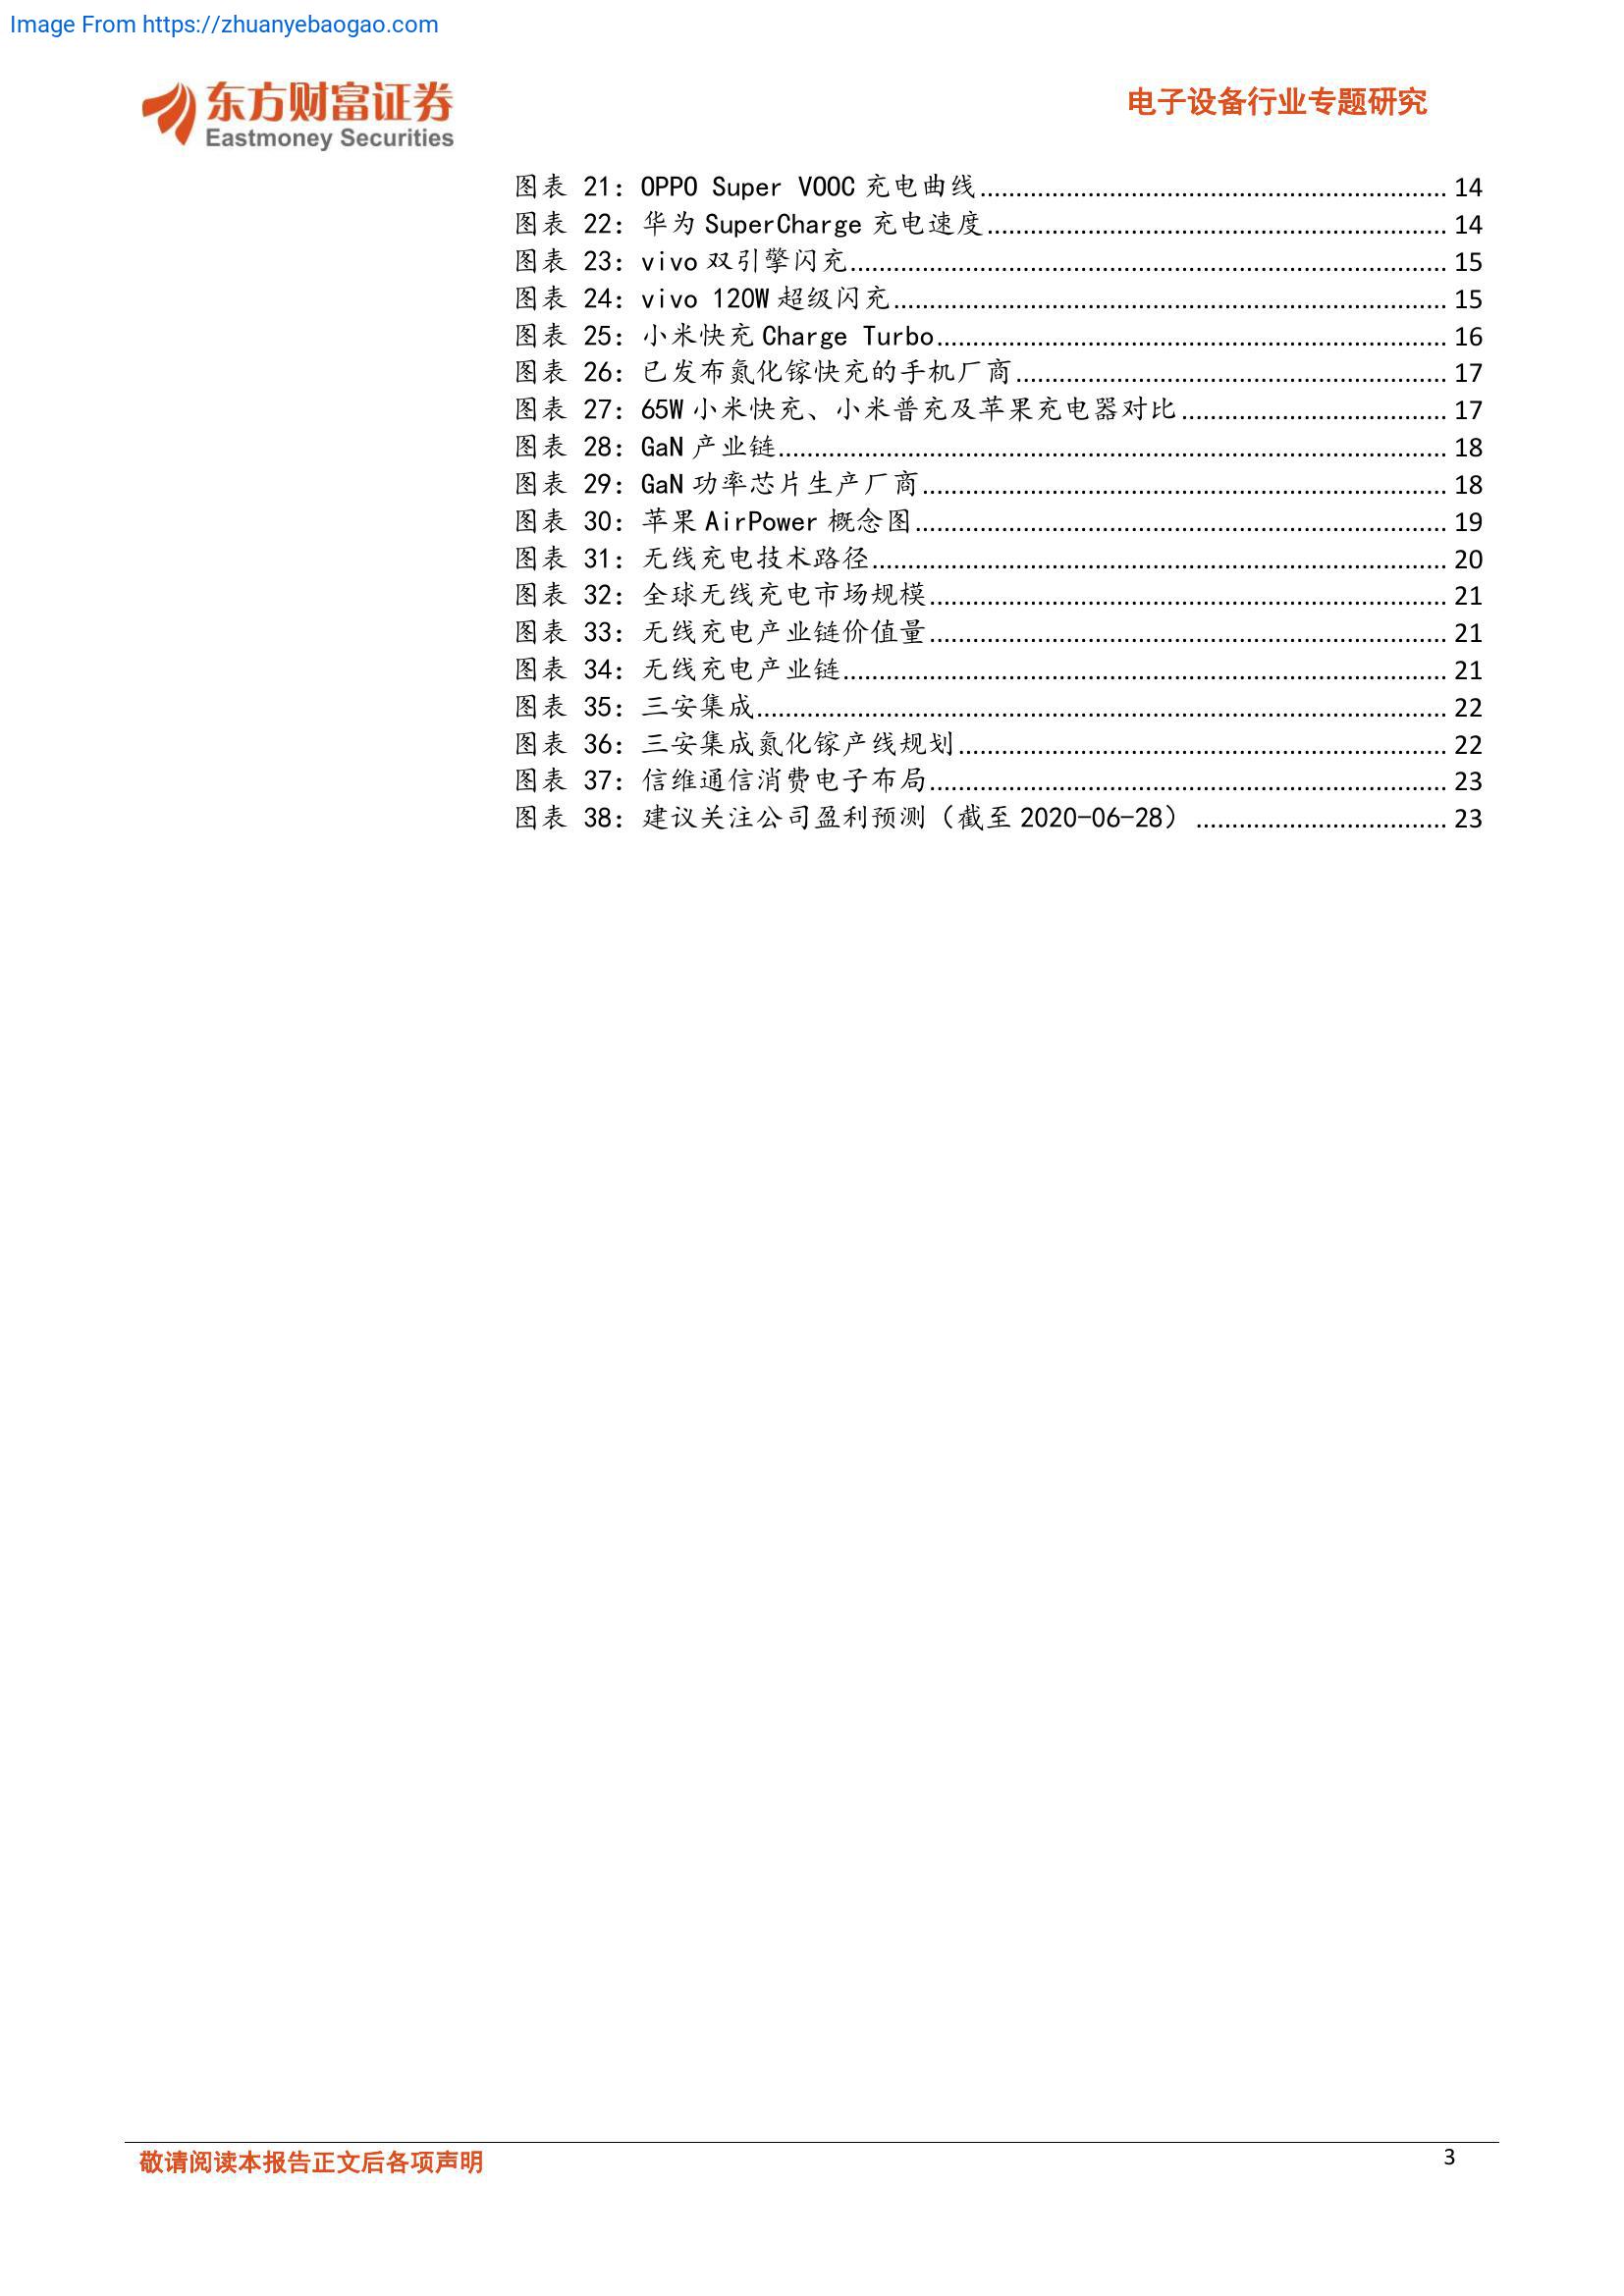 Image From https://zhuanyebaogao.com
东方财富证券
Eastmoney Securities
电子设备行业专题研究
图表 21：OPPO Super VOOC 充电曲线 14
图表 22：华为 SuperCharge 充电速度 14
图表 23：vivo 双引擎闪充 15
图表 24：vivo 120W 超级闪充 15
图表 25：小米快充 Charge Turbo 16
图表 26：已发布氮化镓快充的手机厂商 17
图表 27：65W 小米快充、小米普充及苹果充电器对比 17
图表 28：GaN 产业链 18
图表 29：GaN 功率芯片生产厂商 18
图表 30：苹果 AirPower 概念图 19
图表 31：无线充电技术路径 20
图表 32：全球无线充电市场规模 21
图表 33：无线充电产业链价值量 21
图表 34：无线充电产业链 21
图表 35：三安集成 22
图表 36：三安集成氮化镓产线规划 22
图表 37：信维通信消费电子布局 23
图表 38：建议关注公司盈利预测（截至 2020-06-28） 23
敬请阅读本报告正文后各项声明
3